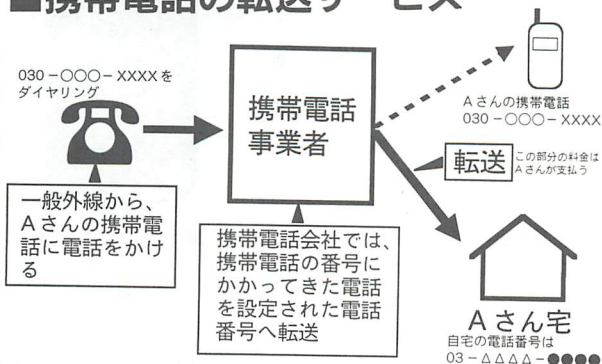 ■携帯電話の転送サービス
030－○○○－XXXXを
ダイヤリング
携帯電話
事業者
Aさんの携帯電話
030－○○○－XXXX
転送
この部分の料金は
Aさんが支払う
一般外線から、
Aさんの携帯電
話に電話をかけ
る
携帯電話会社では、
携帯電話の番号に
かかってきた電話
を設定された電話
番号へ転送
Aさん宅
自宅の電話番号は
03－△△△△－●●●●